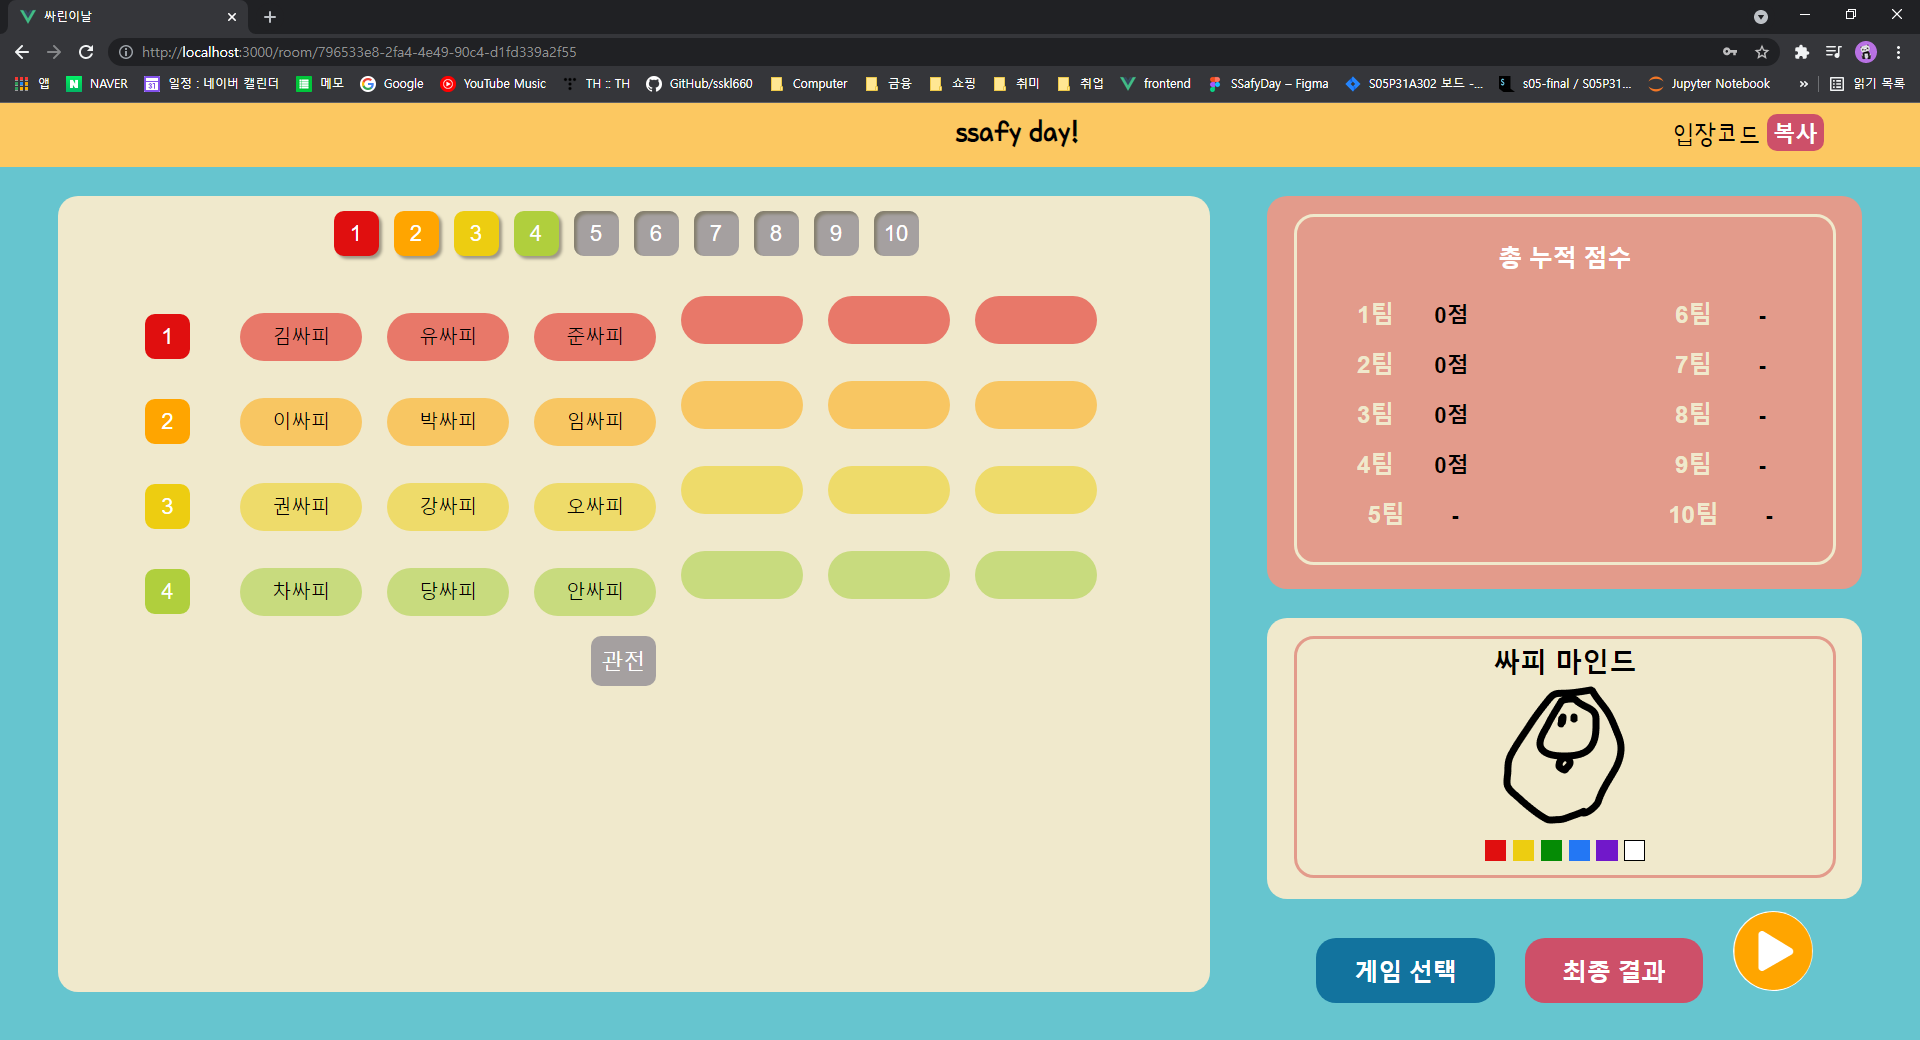 싸린이날
http://localhost:3000/room/796533e8-2fa4-4e49-90c4-d1fd339a2f55
앱 NAVER 일정 : 네이버 캘린더 메모 Google YouTube Music TH :: TH GitHub/sskl660 Computer 금융 쇼핑 취미 취업 frontend SSafyDay – Figma S05P31A302 보드 -... s05-final / S05P31... Jupyter Notebook » 읽기 목록
ssafy day!
입장코드 복사
1 2 3 4 5 6 7 8 9 10
1 김싸피 유싸피 준싸피
2 이싸피 박싸피 임싸피
3 권싸피 강싸피 오싸피
4 차싸피 당싸피 안싸피
관전
총 누적 점수
1팀 0점 6팀 -
2팀 0점 7팀 -
3팀 0점 8팀 -
4팀 0점 9팀 -
5팀 - 10팀 -
싸피 마인드
게임 선택 최종 결과